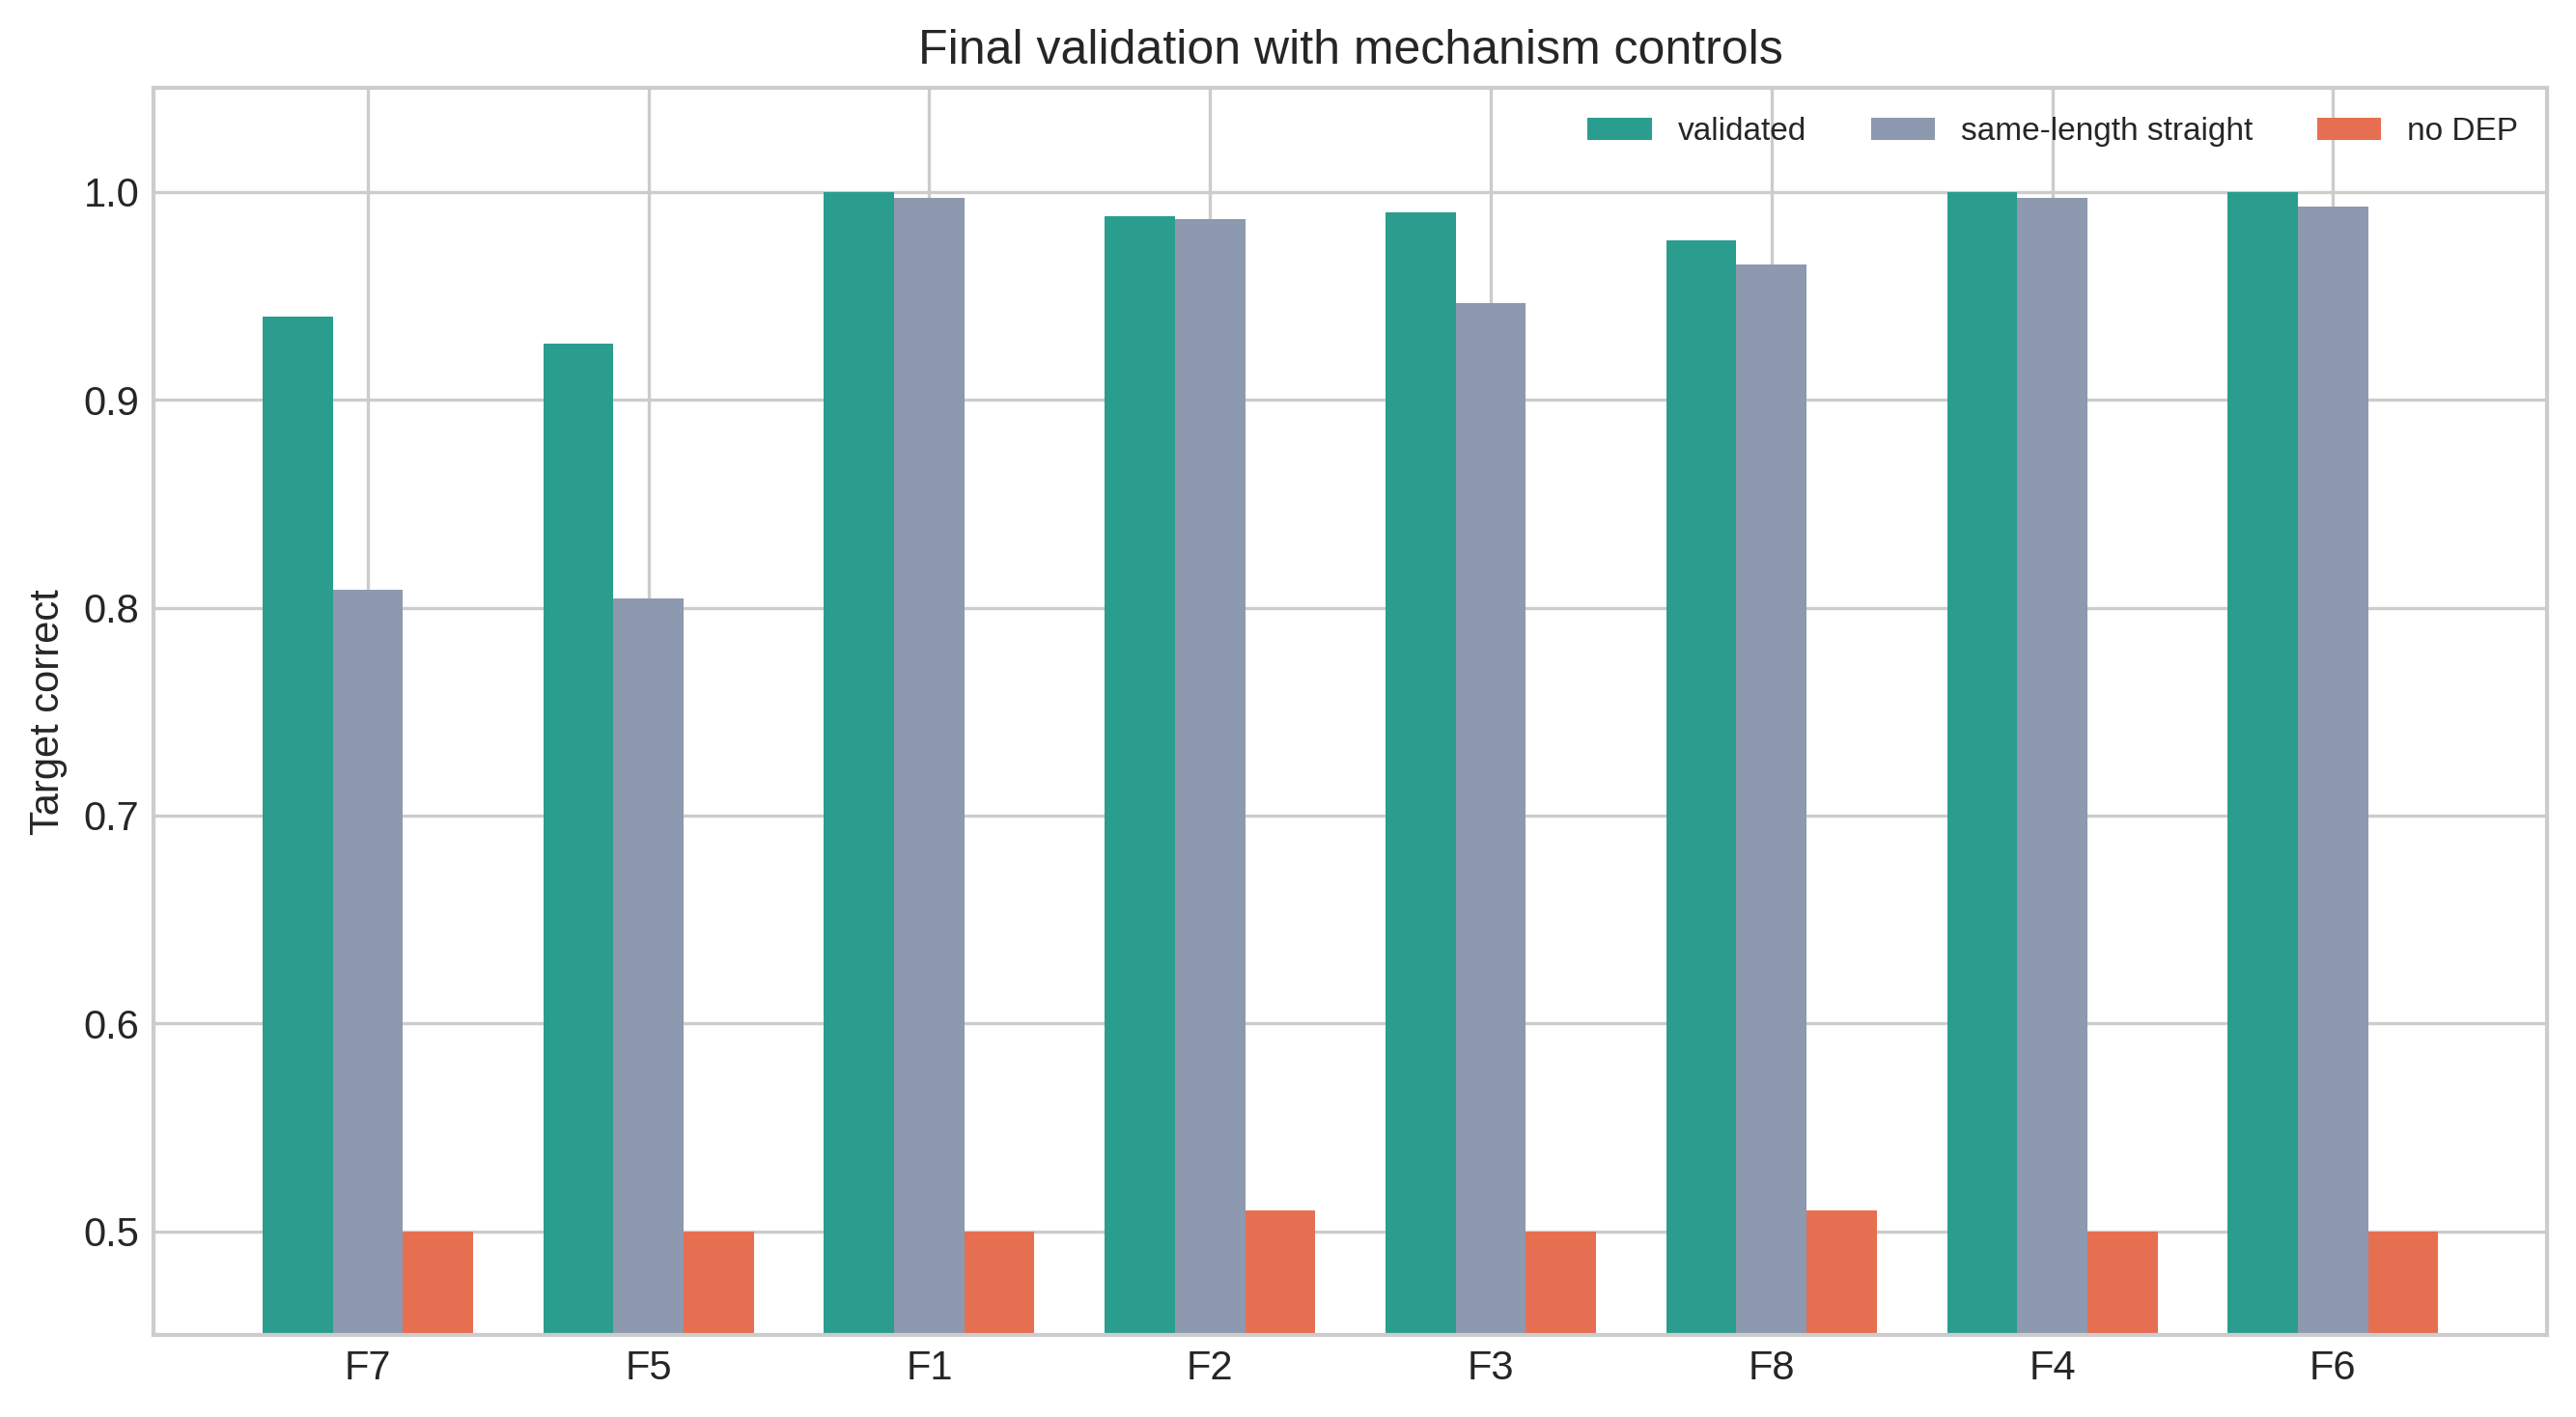 Final validation with mechanism controls
validated same-length straight no DEP
Target correct
1.0
0.9
0.8
0.7
0.6
0.5
F7 F5 F1 F2 F3 F8 F4 F6